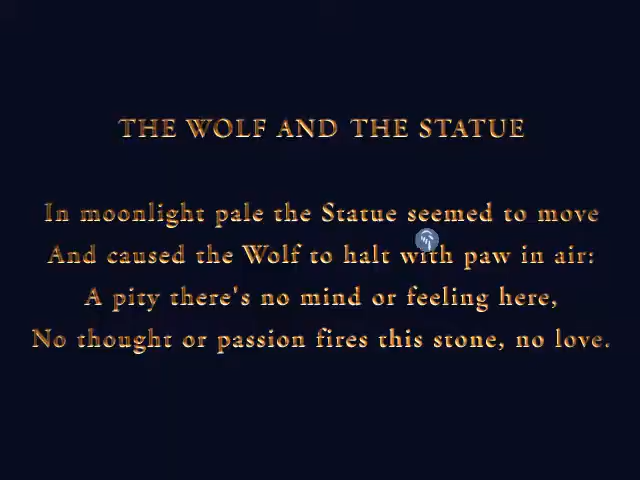 THE WOLF AND THE STATUE
In moonlight pale the Statue seemed to move
And caused the Wolf to halt with paw in air:
A pity there's no mind or feeling here,
No thought or passion fires this stone, no love.